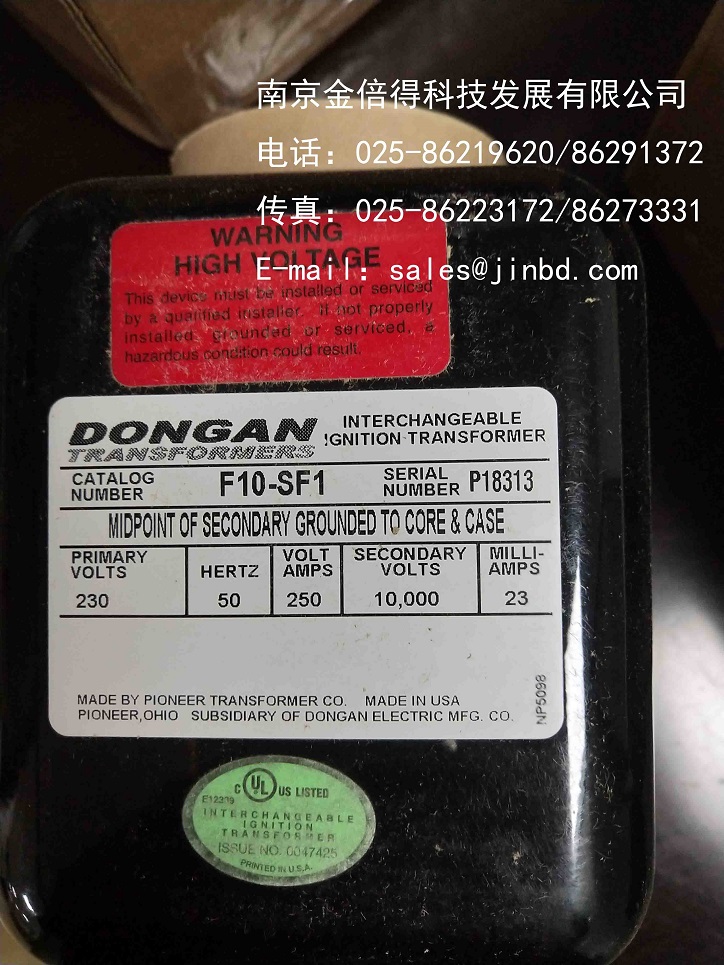 南京金倍得科技发展有限公司
电话：025-86219620/86291372
传真：025-86223172/86273331
E-mail：sales@jinbd.com
WARNING
HIGH VOLTAGE
This device must be installed or serviced
by a qualified installer. If not properly
installed, grounded or serviced, a
hazardous condition could result.
DONGAN
TRANSFORMERS
INTERCHANGEABLE
IGNITION TRANSFORMER
CATALOG NUMBER F10-SF1 SERIAL NUMBER P18313
MIDPOINT OF SECONDARY GROUNDED TO CORE & CASE
PRIMARY VOLTS HERTZ VOLT AMPS SECONDARY VOLTS MILLI-AMPS
230 50 250 10,000 23
MADE BY PIONEER TRANSFORMER CO. MADE IN USA
PIONEER, OHIO SUBSIDIARY OF DONGAN ELECTRIC MFG. CO.
NP5098
C UL US LISTED
E12239
INTERCHANGEABLE
IGNITION
TRANSFORMER
ISSUE NO. 0047425
PRINTED IN U.S.A.